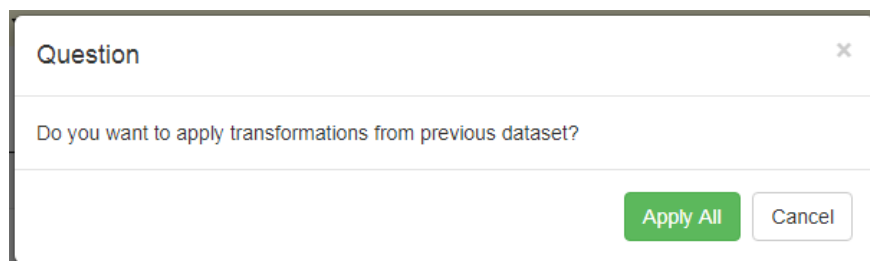 Question
×
Do you want to apply transformations from previous dataset?
Apply All
Cancel